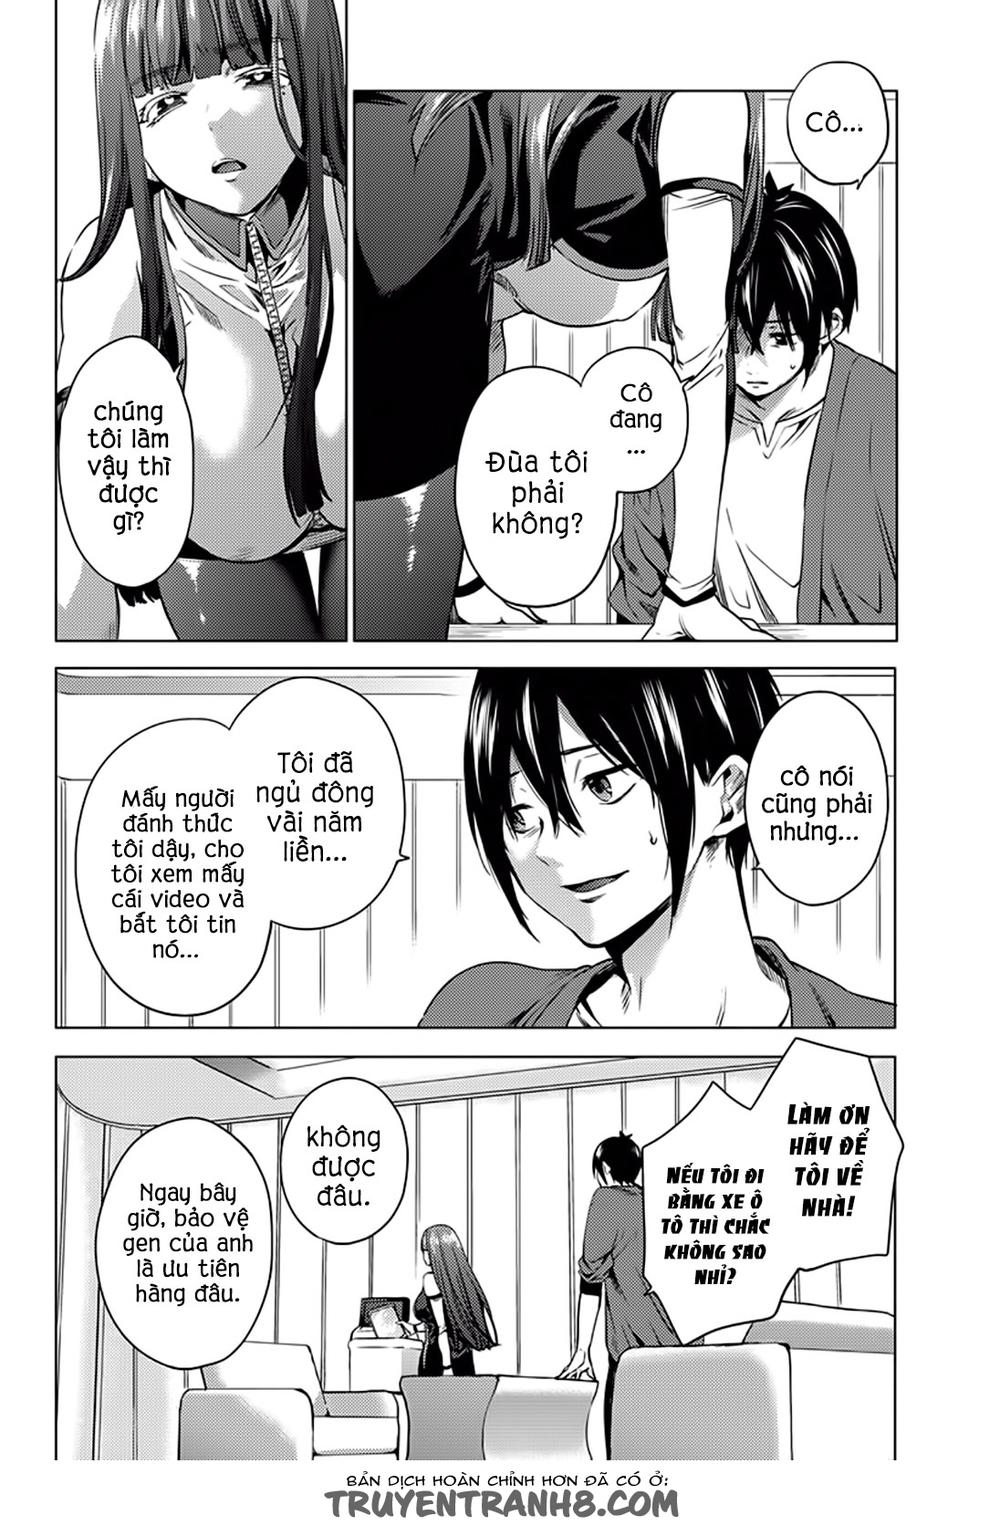 Cô...
Cô
đang
...
Đùa tôi
phải
không?
chúng
tôi làm
vậy thì
được
gì?
cô nói
cũng phải
nhưng...
Tôi đã
ngủ đông
vài năm
liền...
Mấy người
đánh thức
tôi dậy, cho
tôi xem mấy
cái video và
bắt tôi tin
nó...
Làm ơn
hãy để
tôi về
nhà!
Nếu tôi đi
bằng xe ô
tô thì chắc
không sao
nhỉ?
không
được
đâu.
Ngay bây
giờ, bảo vệ
gen của anh
là ưu tiên
hàng đầu.
BẢN DỊCH HOÀN CHỈNH HƠN ĐÃ CÓ Ở:
TRUYENTRANH8.COM